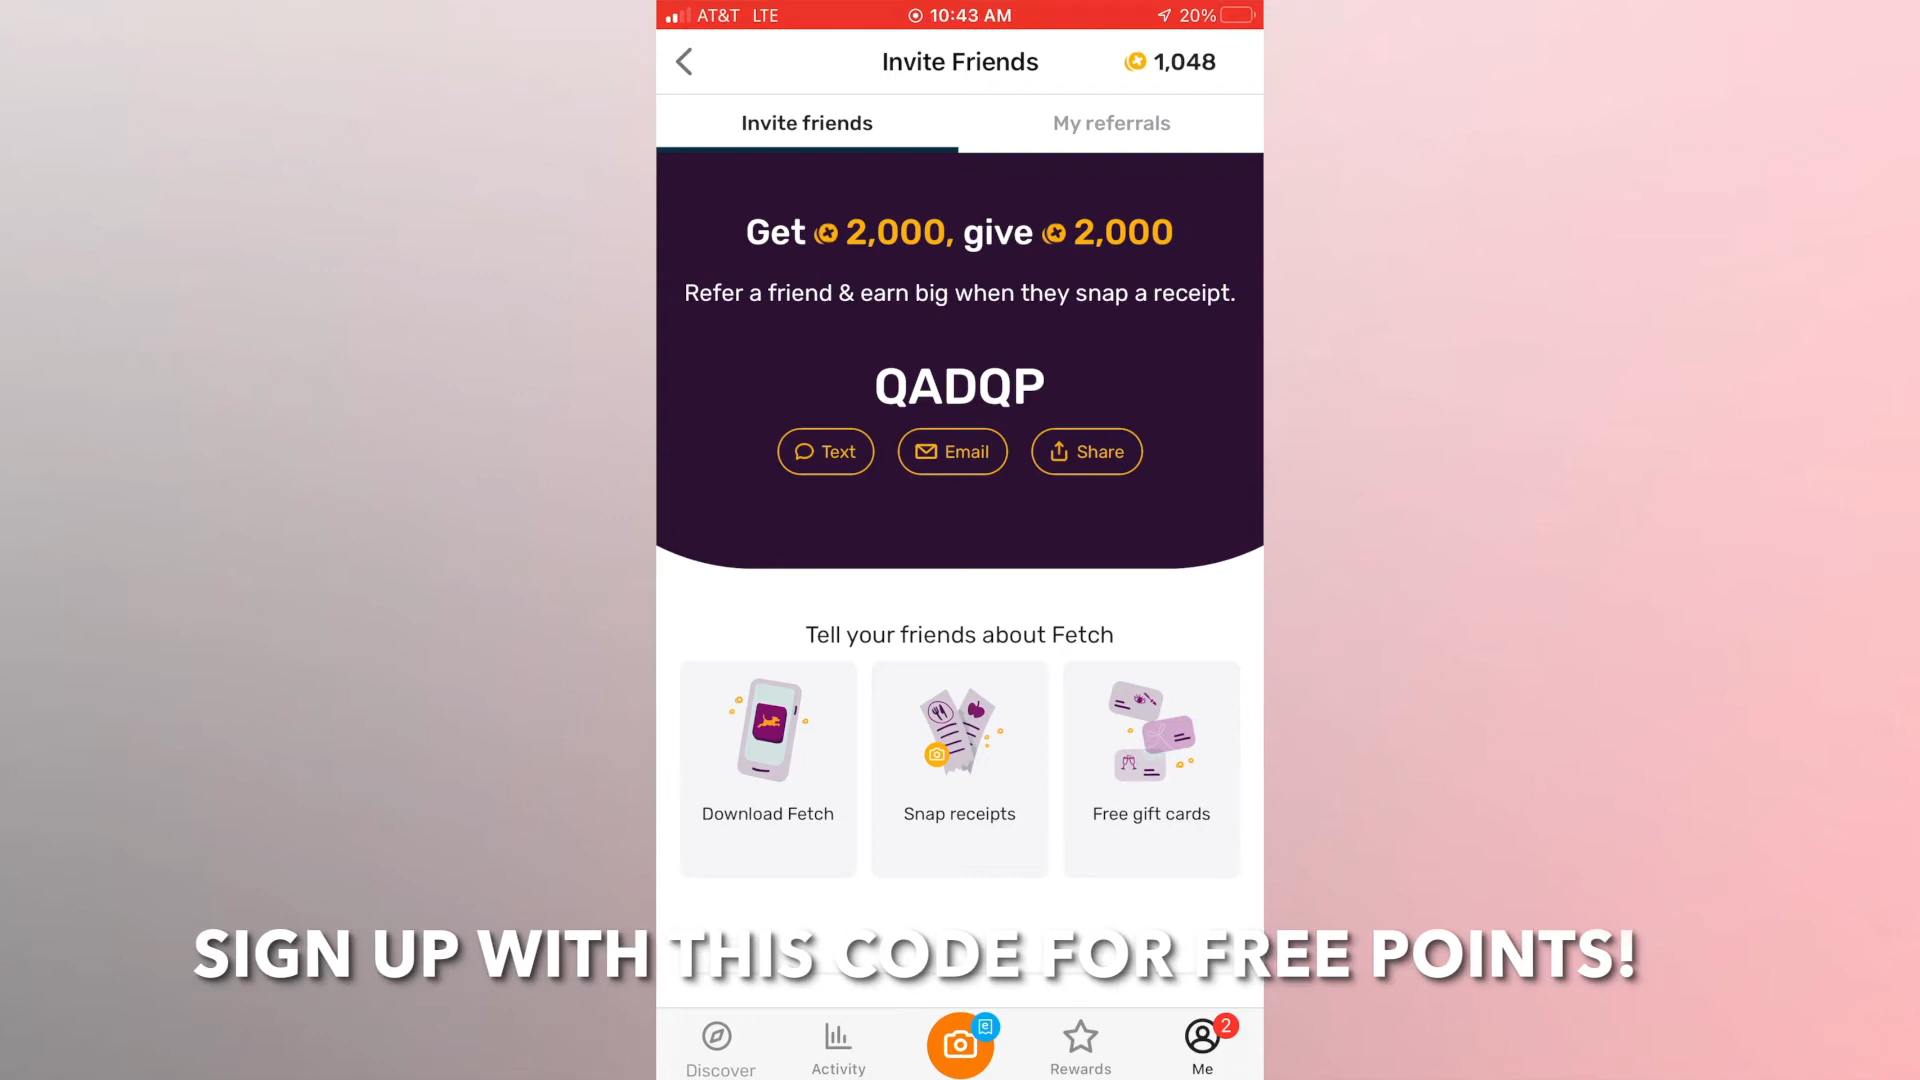 AT&T LTE 10:43 AM 20%
Invite Friends 1,048
Invite friends My referrals
Get 2,000, give 2,000
Refer a friend & earn big when they snap a receipt.
QADQP
Text Email Share
Tell your friends about Fetch
Download Fetch Snap receipts Free gift cards
SIGN UP WITH THIS CODE FOR FREE POINTS!
2
Discover Activity Rewards Me